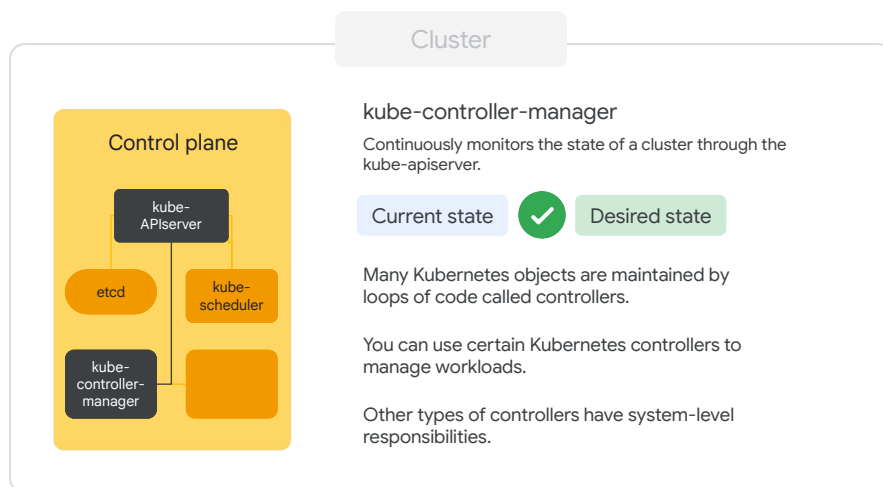 Cluster
Control plane
kube-
APIserver
etcd
kube-
scheduler
kube-
controller-
manager
kube-controller-manager
Continuously monitors the state of a cluster through the
kube-apiserver.
Current state
Desired state
Many Kubernetes objects are maintained by
loops of code called controllers.
You can use certain Kubernetes controllers to
manage workloads.
Other types of controllers have system-level
responsibilities.